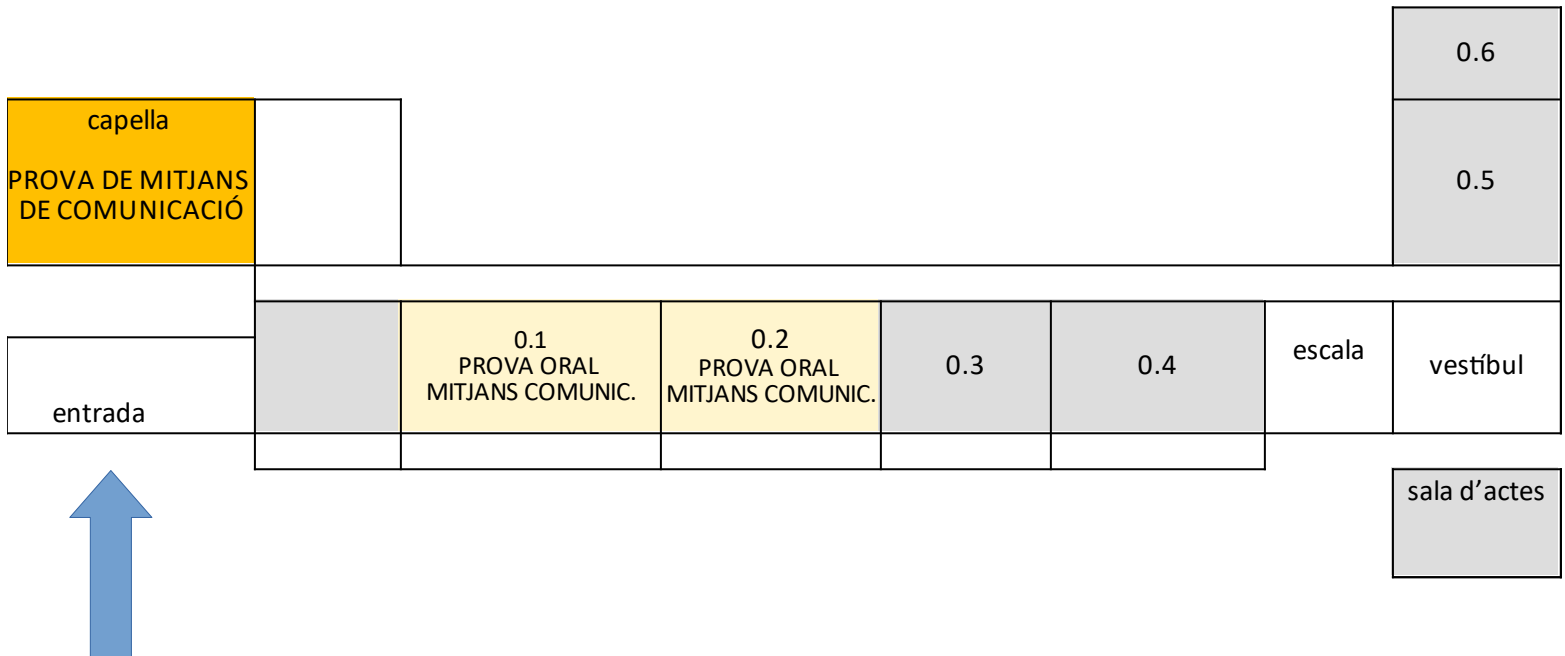 0.6
capella
PROVA DE MITJANS
DE COMUNICACIÓ
0.5
entrada
0.1
PROVA ORAL
MITJANS COMUNIC.
0.2
PROVA ORAL
MITJANS COMUNIC.
0.3
0.4
escala
vestíbul
sala d’actes